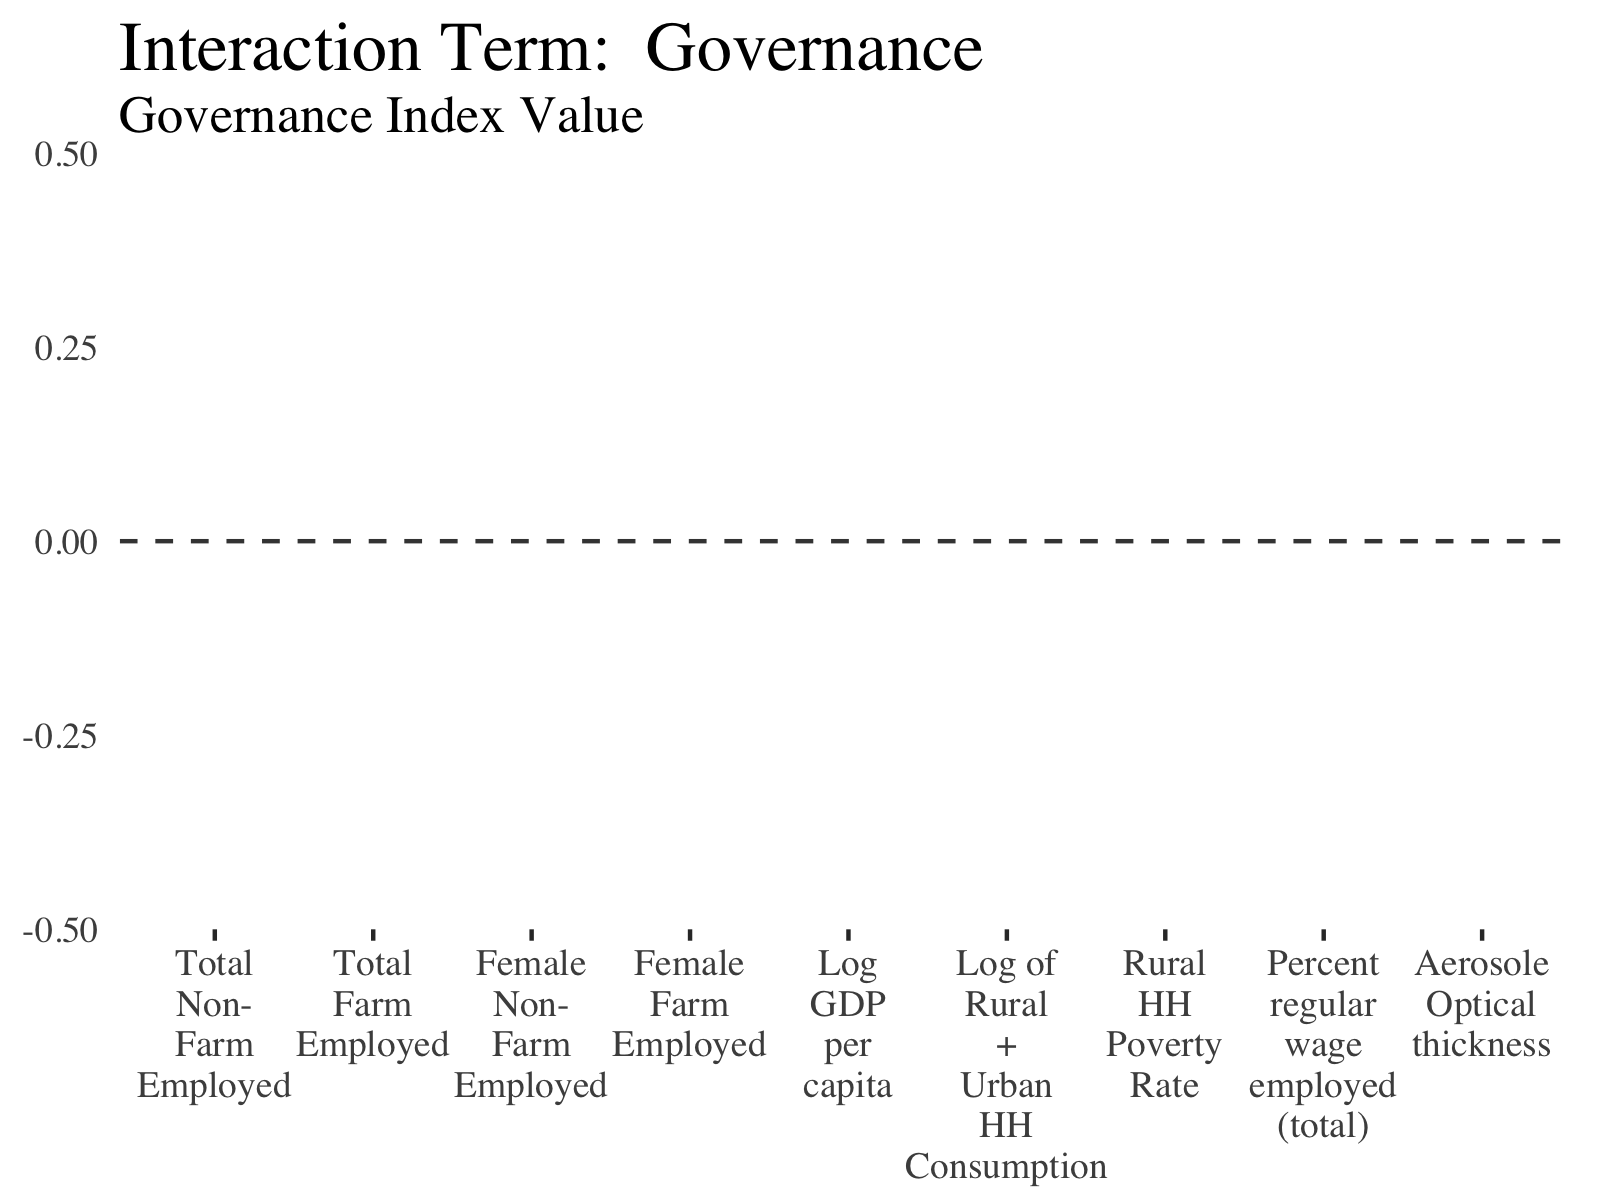 Interaction Term:  Governance
Governance Index Value
0.50
0.25
0.00
-0.25
-0.50
Total
Non-
Farm
Employed
Total
Farm
Employed
Female
Non-
Farm
Employed
Female
Farm
Employed
Log
GDP
per
capita
Log of
Rural
+
Urban
HH
Consumption
Rural
HH
Poverty
Rate
Percent
regular
wage
employed
(total)
Aerosole
Optical
thickness